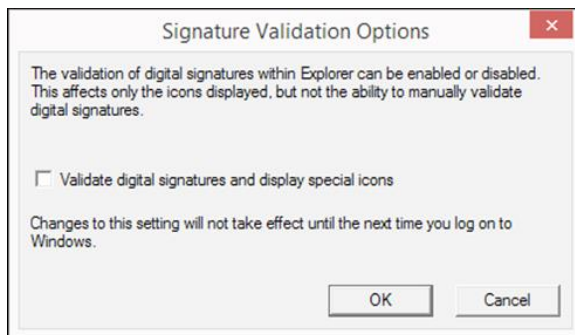 Signature Validation Options
The validation of digital signatures within Explorer can be enabled or disabled.
This affects only the icons displayed, but not the ability to manually validate
digital signatures.
Validate digital signatures and display special icons
Changes to this setting will not take effect until the next time you log on to
Windows.
OK Cancel